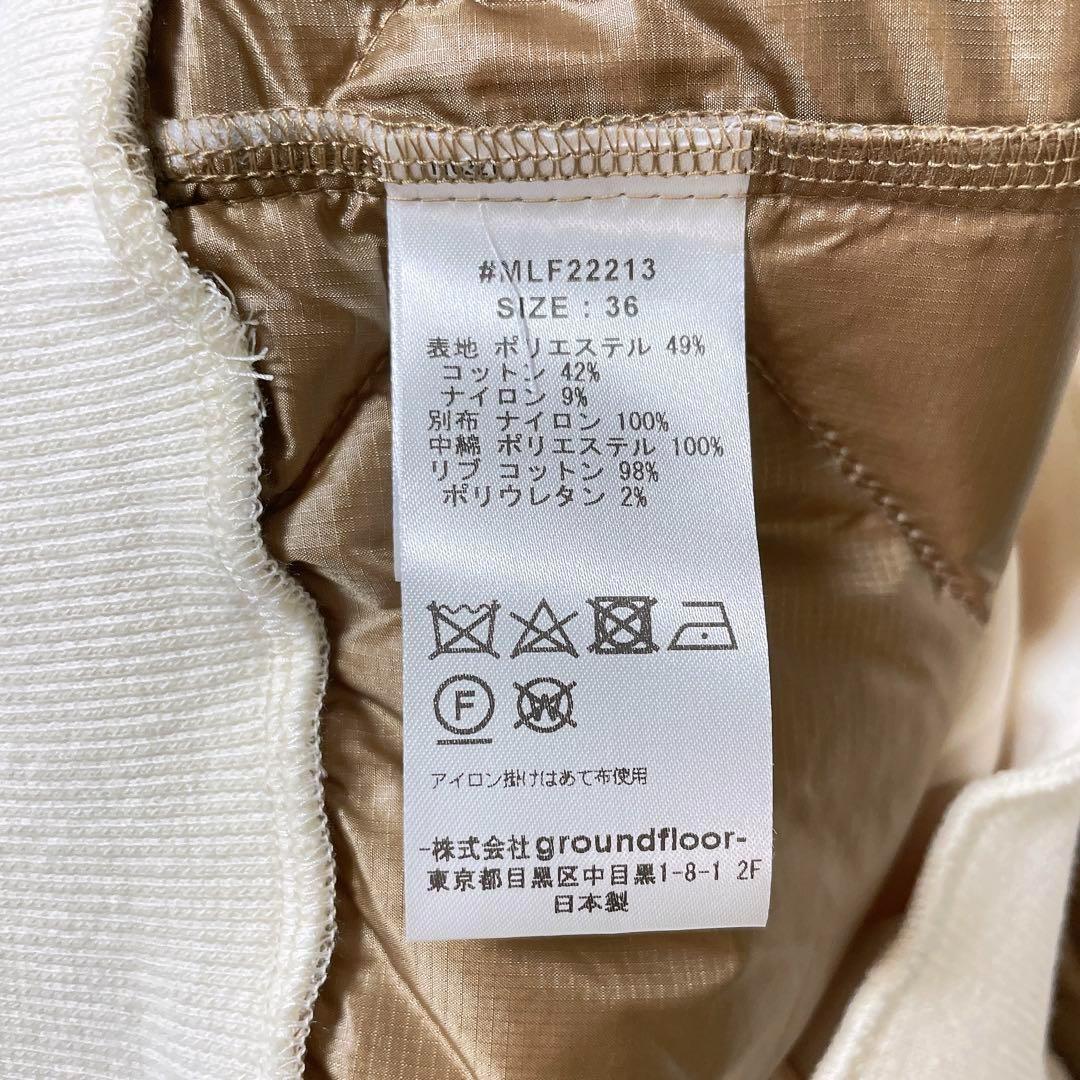 #MLF22213
SIZE : 36
表地 ポリエステル 49%
コットン 42%
ナイロン 9%
別布 ナイロン 100%
中綿 ポリエステル 100%
リブ コットン 98%
ポリウレタン 2%
F W
アイロン掛けはあて布使用
-株式会社groundfloor-
東京都目黒区中目黒1-8-1 2F
日本製